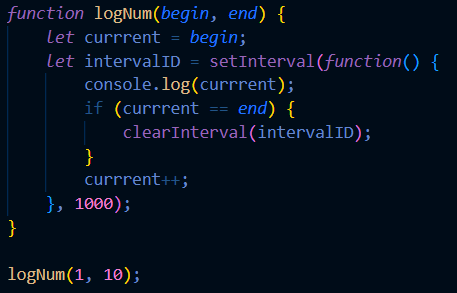 function logNum(begin, end) {
    let currrent = begin;
    let intervalID = setInterval(function() {
        console.log(currrent);
        if (currrent == end) {
            clearInterval(intervalID);
        }
        currrent++;
    }, 1000);
}

logNum(1, 10);